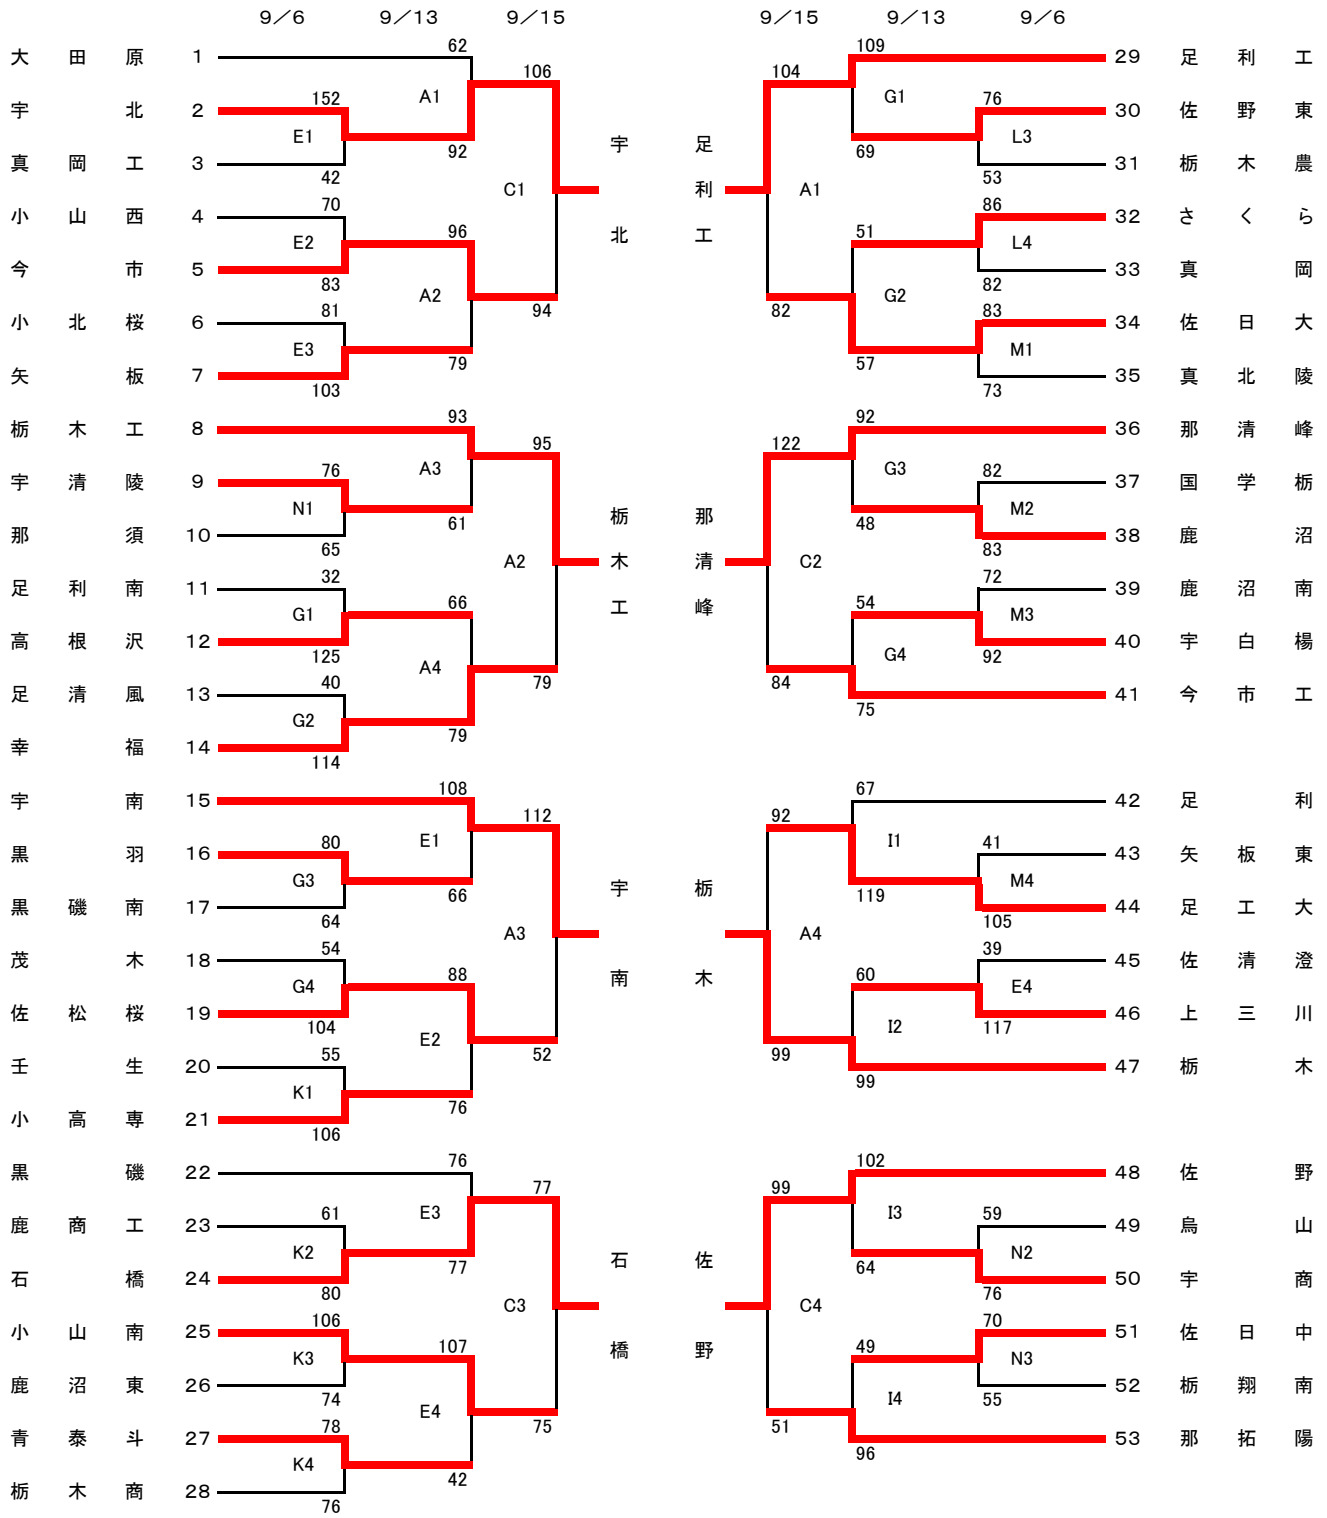 9／6 9／13 9／15 9／15 9／13 9／6
62 109
大田原 1 29 足利工
106 104
A1 G1
152 76
宇北 2 30 佐野東
E1 L3
宇 足
92 69
真岡工 3 31 栃木農
42 53
C1 利 A1
70 86
小山西 4 32 さくら
96 51
北 工
E2 L4
今市 5 33 真岡
83 82
A2 G2
81 94 82 83
小北桜 6 34 佐日大
E3 M1
79 57
矢板 7 35 真北陵
103 73
93 92
栃木工 8 36 那清峰
95 122
A3 G3
76 82
宇清陵 9 37 国学栃
N1 M2
栃 那
61 48
那須 10 38 鹿沼
65 83
A2 木 清 C2
32 72
足利南 11 39 鹿沼南
66 54
工 峰
G1 M3
高根沢 12 40 宇白楊
125 92
A4 G4
40
79 84
足清風 13 41 今市工
75
G2
79
幸福 14
114
108 67
宇南 15 42 足利
112 92
E1 I1
80 41
黒羽 16 43 矢板東
G3 M4
宇 栃
66 119
黒磯南 17 44 足工大
64 105
A3 A4
54 39
茂木 18 45 佐清澄
88 60
南 木
G4 E4
佐松桜 19 46 上三川
104 117
E2 I2
55 52 99
壬生 20 47 栃木
99
K1
76
小高専 21
106
76 102
黒磯 22 48 佐野
77 99
E3 I3
61 59
鹿商工 23 49 烏山
K2 N2
石 佐
77 64
石橋 24 50 宇商
80 76
C3 C4
106 70
小山南 25 51 佐日中
107 49
橋 野
K3 N3
鹿沼東 26 52 栃翔南
74 55
E4 I4
78 75 51
青泰斗 27 53 那拓陽
96
K4
42
栃木商 28
76